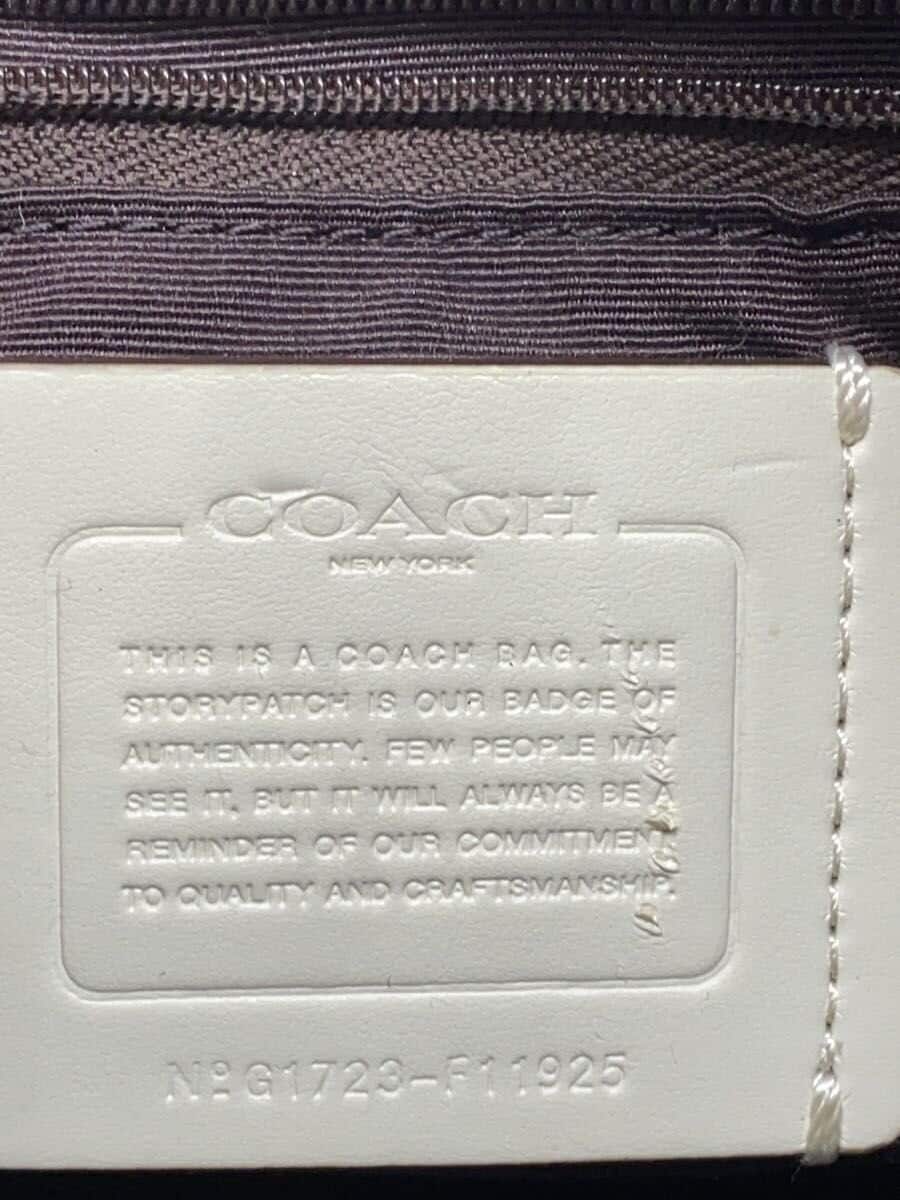 COACH
NEW YORK
THIS IS A COACH BAG. THE
STORYPATCH IS OUR BADGE OF
AUTHENTICITY. FEW PEOPLE MAY
SEE IT, BUT IT WILL ALWAYS BE A
REMINDER OF OUR COMMITMENT
TO QUALITY AND CRAFTSMANSHIP.
Nº G1723-F11925